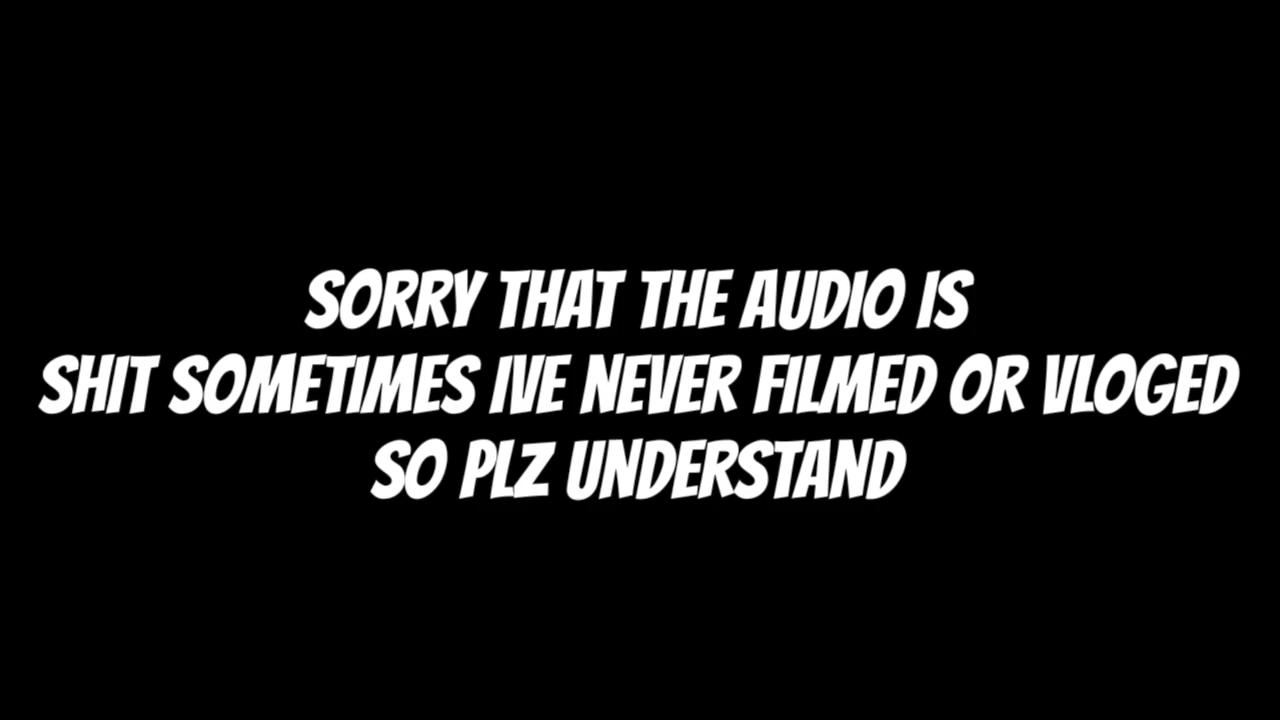 SORRY THAT THE AUDIO IS
SHIT SOMETIMES IVE NEVER FILMED OR VLOGED
SO PLZ UNDERSTAND